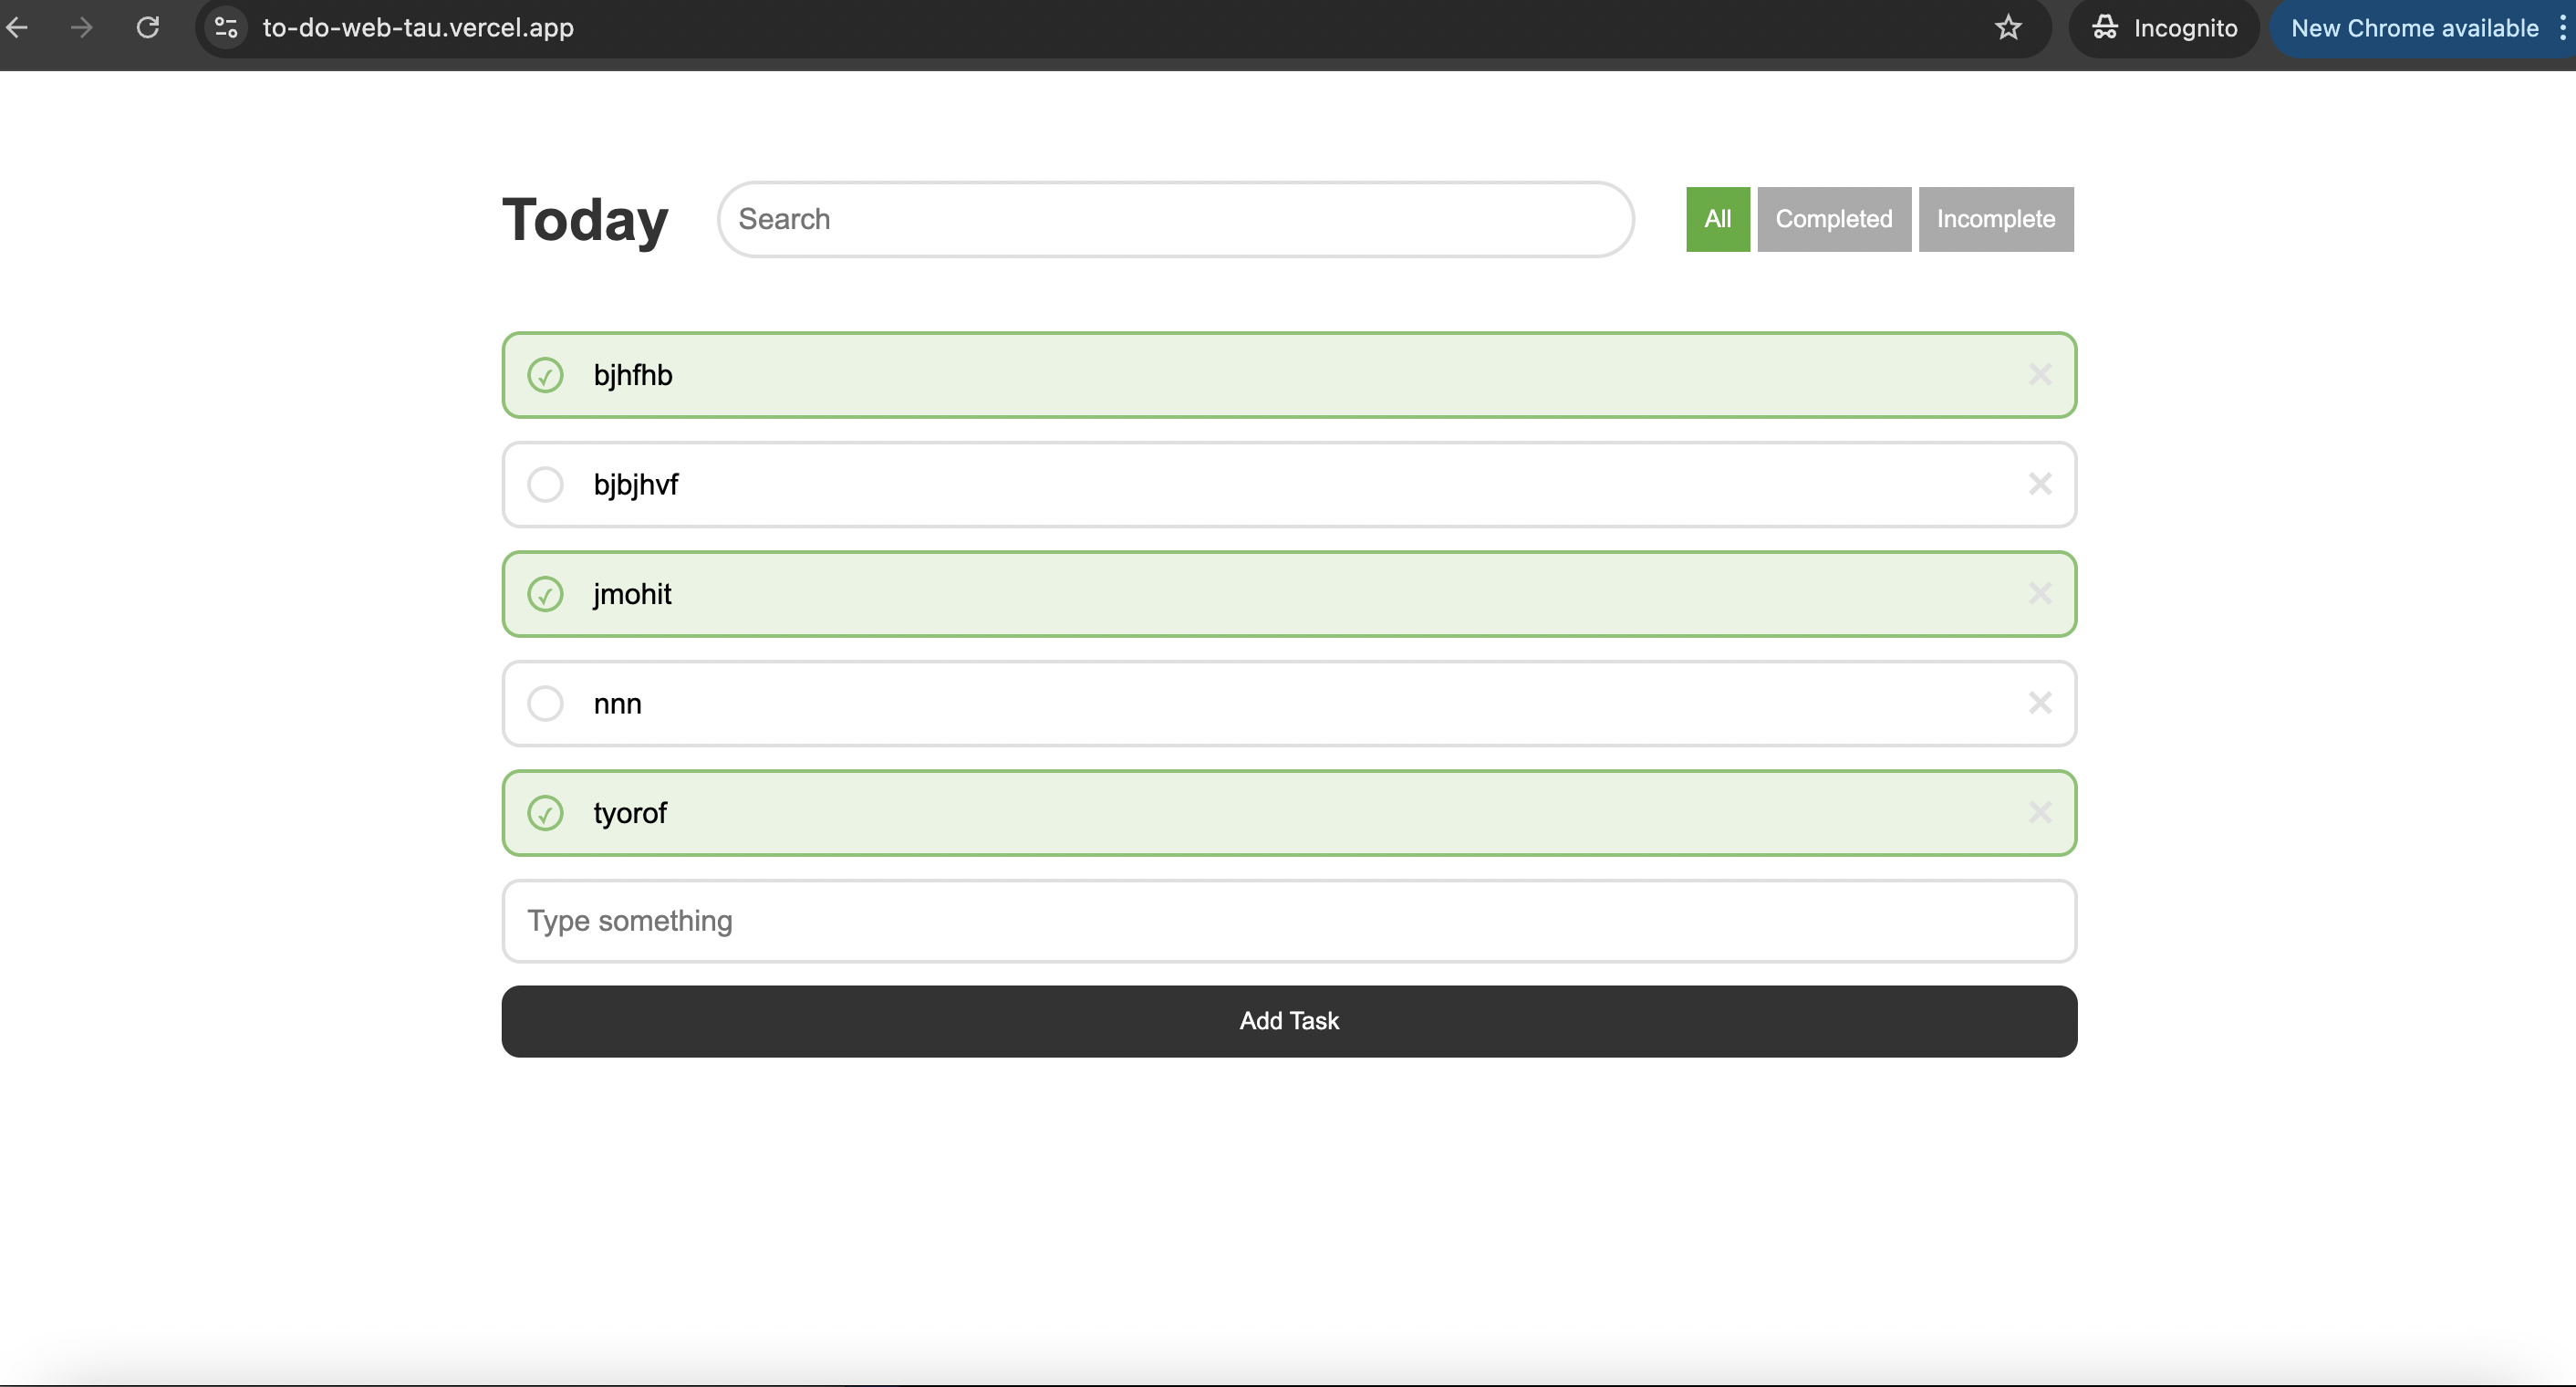 to-do-web-tau.vercel.app
Incognito
New Chrome available
Today
Search
All
Completed
Incomplete
bjhfhb
bjbjhvf
jmohit
nnn
tyorof
Type something
Add Task